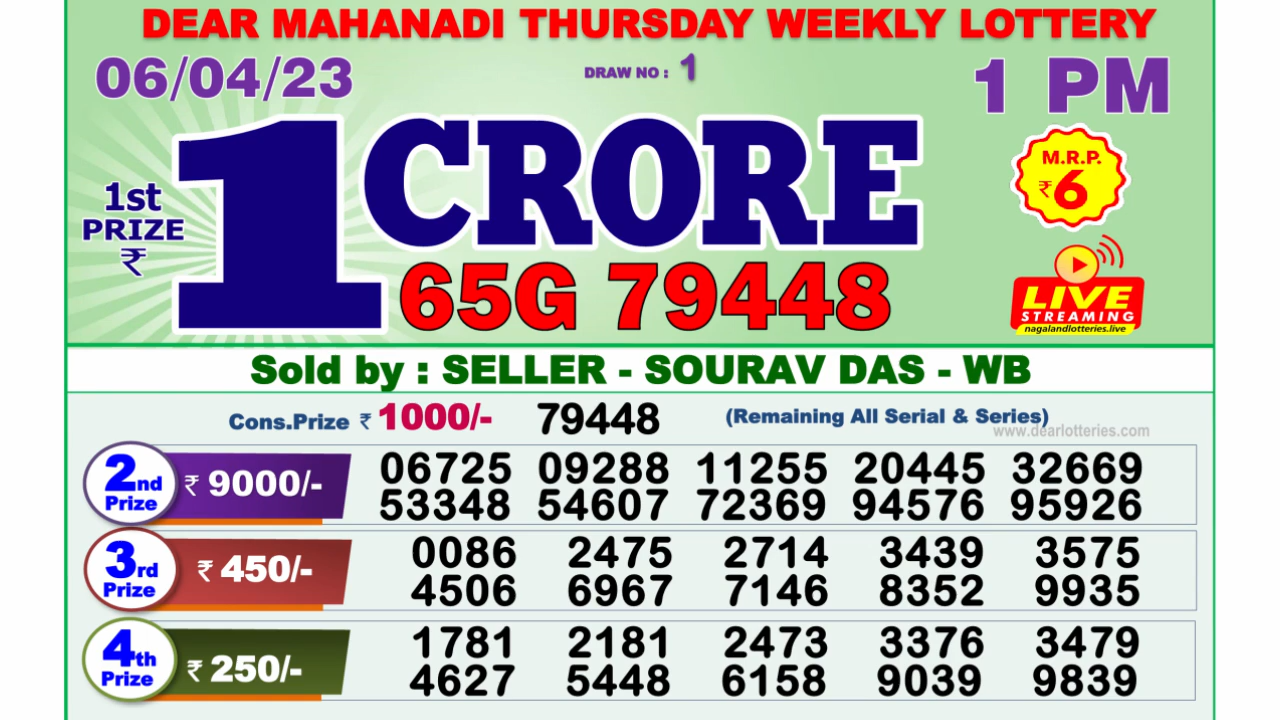 DEAR MAHANADI THURSDAY WEEKLY LOTTERY
06/04/23 DRAW NO : 1 1 PM
1st
PRIZE
₹
1 CRORE
65G 79448
M.R.P.
₹6
LIVE
STREAMING
nagalandlotteries.live
Sold by : SELLER - SOURAV DAS - WB
Cons.Prize ₹ 1000/- 79448 (Remaining All Serial & Series)
www.dearlotteries.com
2nd
Prize
₹ 9000/-
06725 09288 11255 20445 32669
53348 54607 72369 94576 95926
3rd
Prize
₹ 450/-
0086 2475 2714 3439 3575
4506 6967 7146 8352 9935
4th
Prize
₹ 250/-
1781 2181 2473 3376 3479
4627 5448 6158 9039 9839